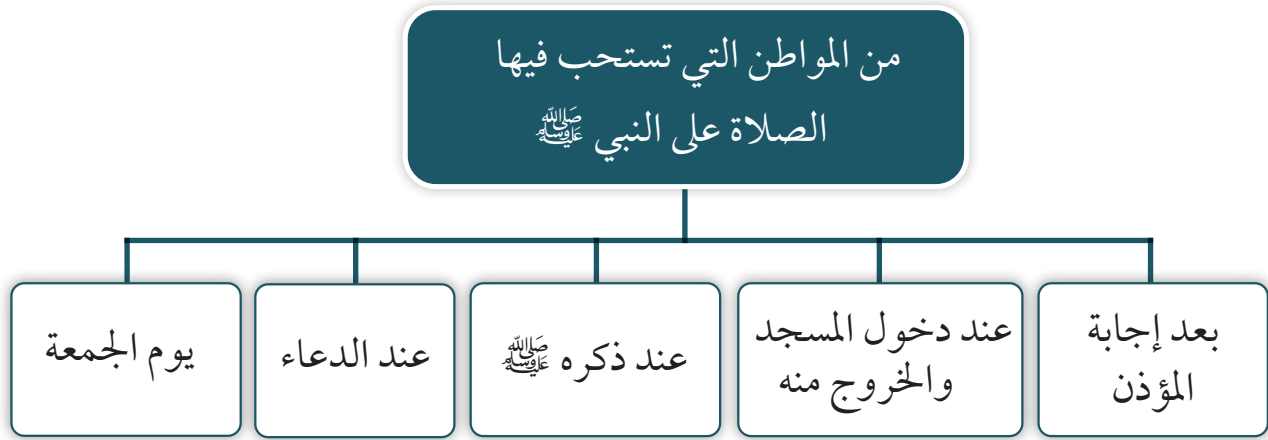 من المواطن التي تستحب فيها
الصلاة على النبي ﷺ
بعد إجابة
المؤذن
عند دخول المسجد
والخروج منه
عند ذكره ﷺ
عند الدعاء
يوم الجمعة